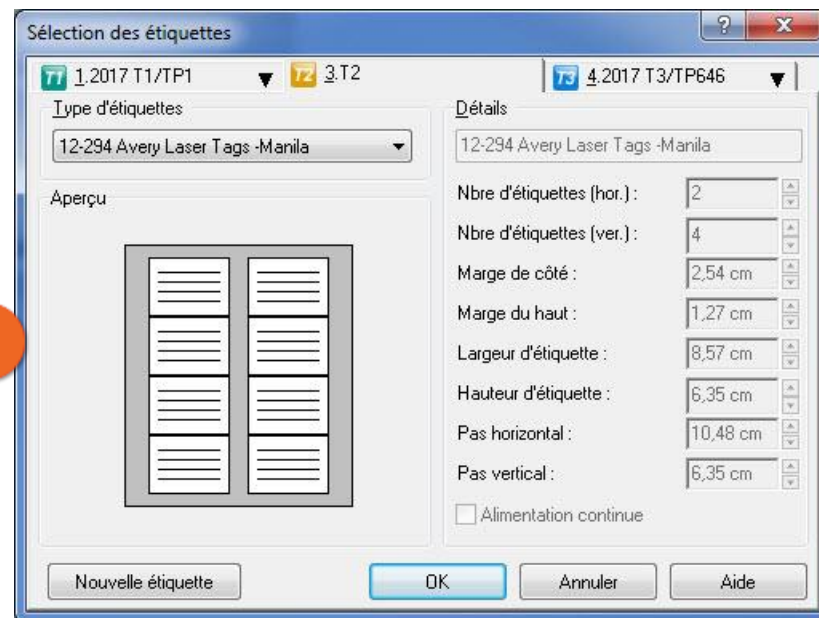 Sélection des étiquettes
T1 1.2017 T1/TP1 T2 3.T2 T3 4.2017 T3/TP646
Type d'étiquettes
12-294 Avery Laser Tags -Manila
Aperçu
Détails
12-294 Avery Laser Tags -Manila
Nbre d'étiquettes (hor.) : 2
Nbre d'étiquettes (ver.) : 4
Marge de côté : 2,54 cm
Marge du haut : 1,27 cm
Largeur d'étiquette : 8,57 cm
Hauteur d'étiquette : 6,35 cm
Pas horizontal : 10,48 cm
Pas vertical : 6,35 cm
Alimentation continue
Nouvelle étiquette OK Annuler Aide